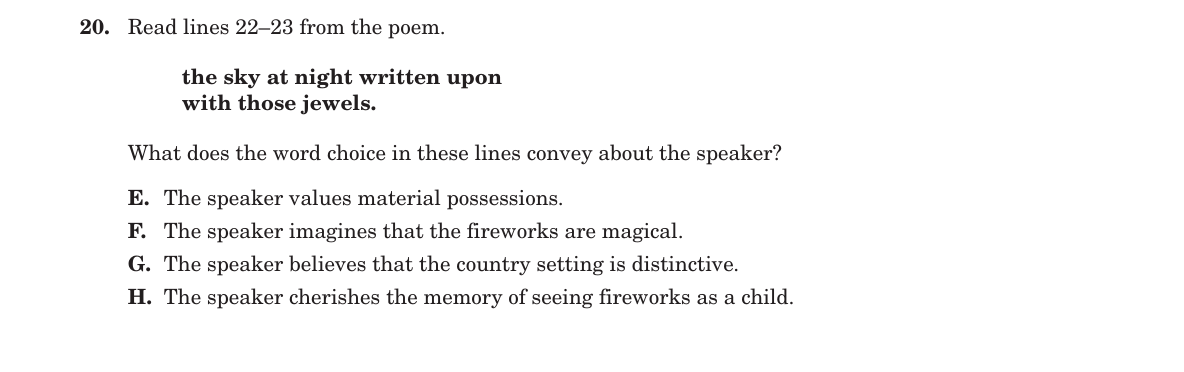 20. Read lines 22–23 from the poem.
the sky at night written upon
with those jewels.
What does the word choice in these lines convey about the speaker?
E. The speaker values material possessions.
F. The speaker imagines that the fireworks are magical.
G. The speaker believes that the country setting is distinctive.
H. The speaker cherishes the memory of seeing fireworks as a child.